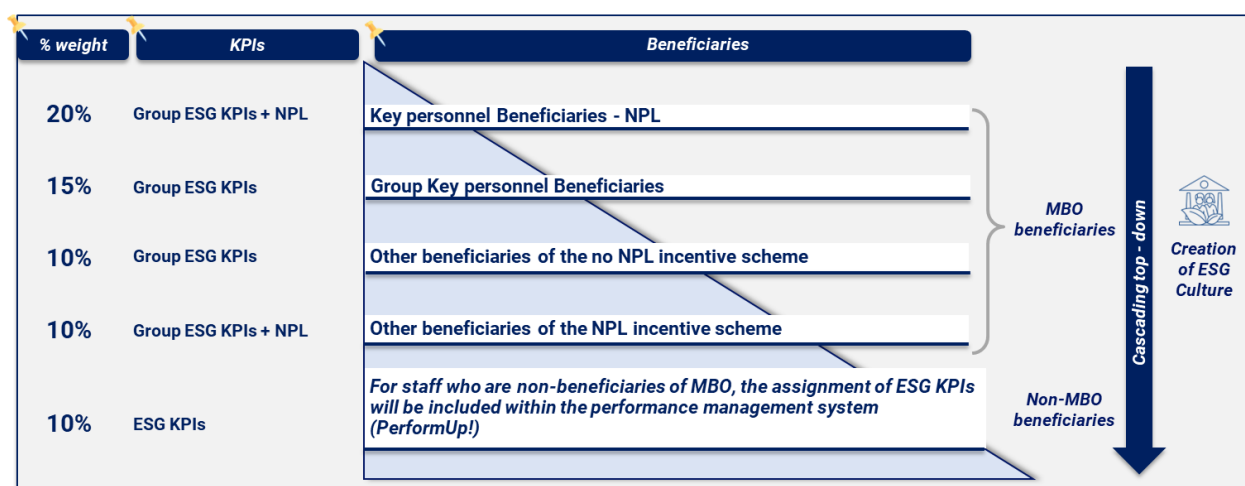 % weight
KPIs
Beneficiaries
20%
Group ESG KPIs + NPL
Key personnel Beneficiaries - NPL
15%
Group ESG KPIs
Group Key personnel Beneficiaries
10%
Group ESG KPIs
Other beneficiaries of the no NPL incentive scheme
10%
Group ESG KPIs + NPL
Other beneficiaries of the NPL incentive scheme
10%
ESG KPIs
For staff who are non-beneficiaries of MBO, the assignment of ESG KPIs
will be included within the performance management system
(PerformUp!)
MBO
beneficiaries
Non-MBO
beneficiaries
Cascading top - down
Creation
of ESG
Culture